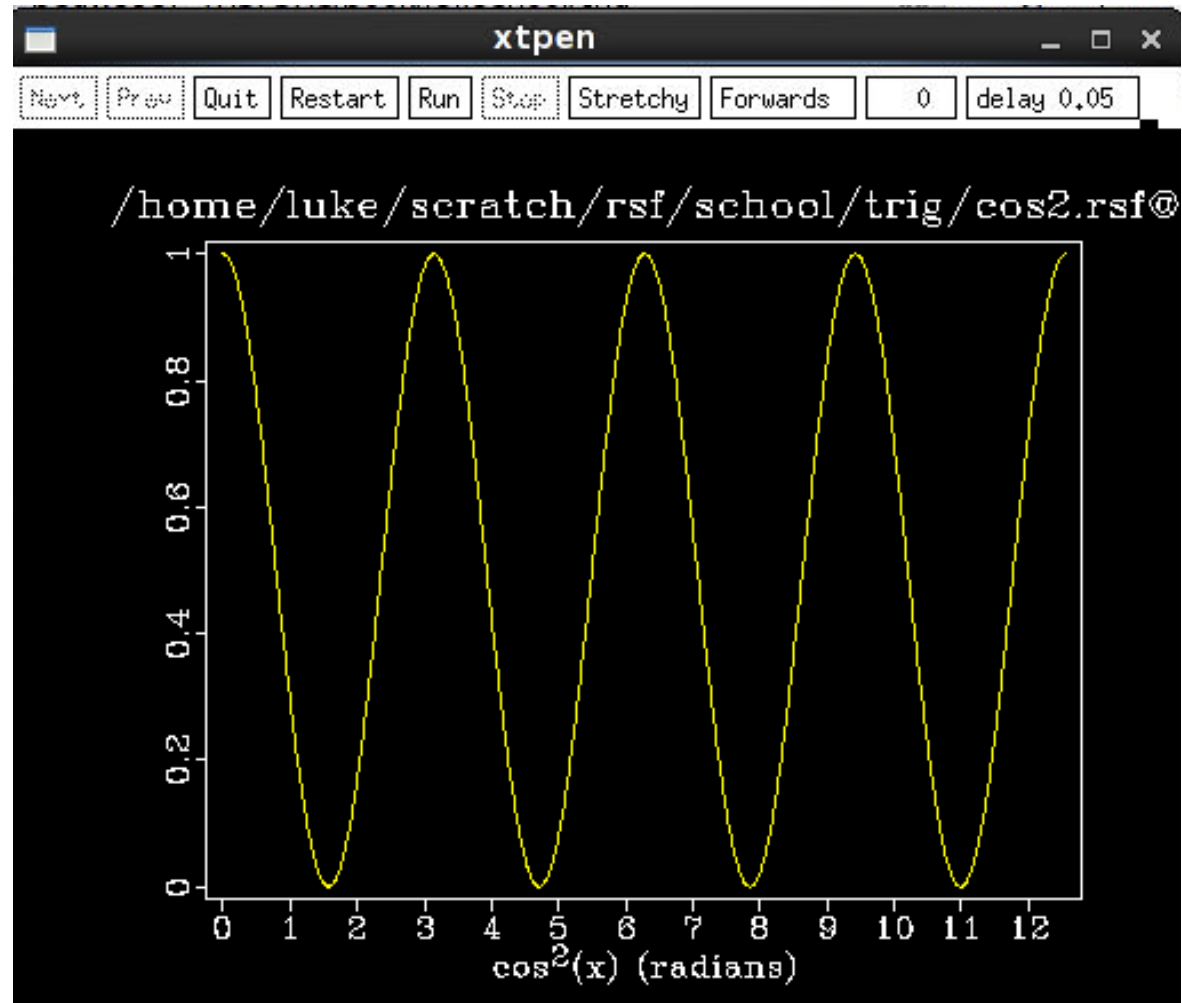 xtpen
Next Prev Quit Restart Run Stop Stretchy Forwards 0 delay 0.05
/home/luke/scratch/rsf/school/trig/cos2.rsf@
1
0.8
0.6
0.4
0.2
0
0 1 2 3 4 5 6 7 8 9 10 11 12
cos²(x) (radians)